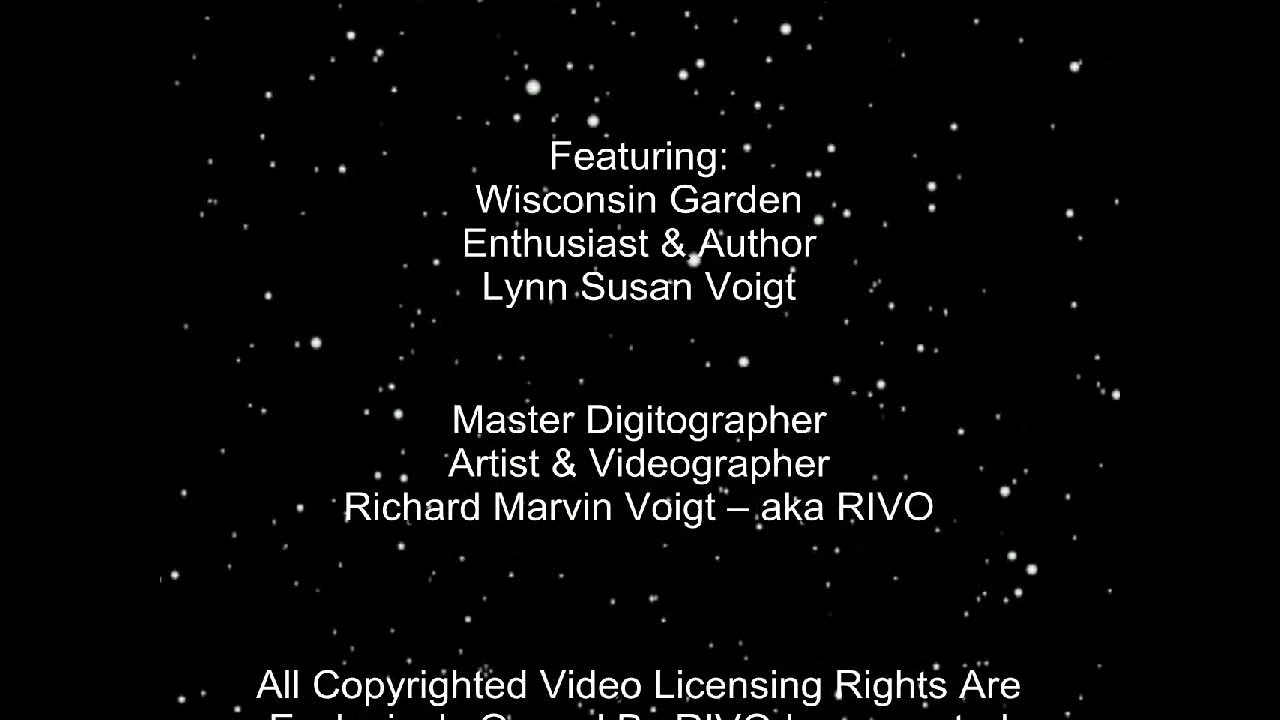 Featuring:
Wisconsin Garden
Enthusiast & Author
Lynn Susan Voigt
Master Digitographer
Artist & Videographer
Richard Marvin Voigt – aka RIVO
All Copyrighted Video Licensing Rights Are